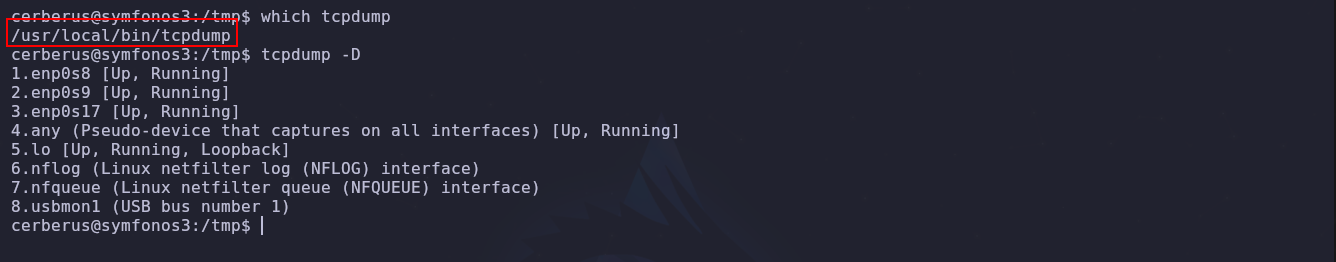 cerberus@symfonos3:/tmp$ which tcpdump
/usr/local/bin/tcpdump
cerberus@symfonos3:/tmp$ tcpdump -D
1.enp0s8 [Up, Running]
2.enp0s9 [Up, Running]
3.enp0s17 [Up, Running]
4.any (Pseudo-device that captures on all interfaces) [Up, Running]
5.lo [Up, Running, Loopback]
6.nflog (Linux netfilter log (NFLOG) interface)
7.nfqueue (Linux netfilter queue (NFQUEUE) interface)
8.usbmon1 (USB bus number 1)
cerberus@symfonos3:/tmp$